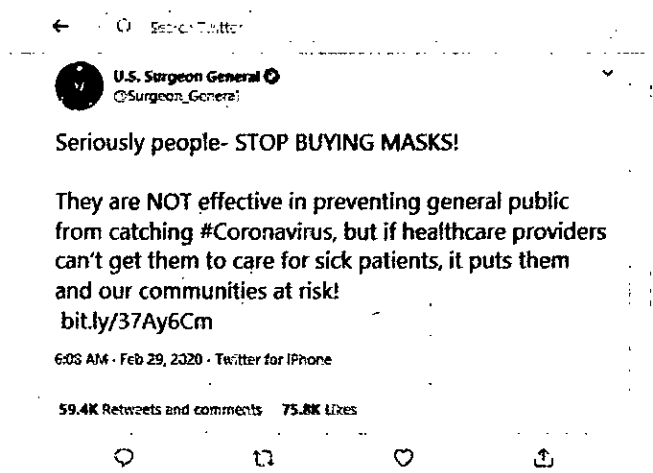 Search Twitter
U.S. Surgeon General
@Surgeon_General
Seriously people- STOP BUYING MASKS!
They are NOT effective in preventing general public
from catching #Coronavirus, but if healthcare providers
can't get them to care for sick patients, it puts them
and our communities at risk!
bit.ly/37Ay6Cm
6:08 AM · Feb 29, 2020 · Twitter for iPhone
59.4K Retweets and comments 75.8K Likes